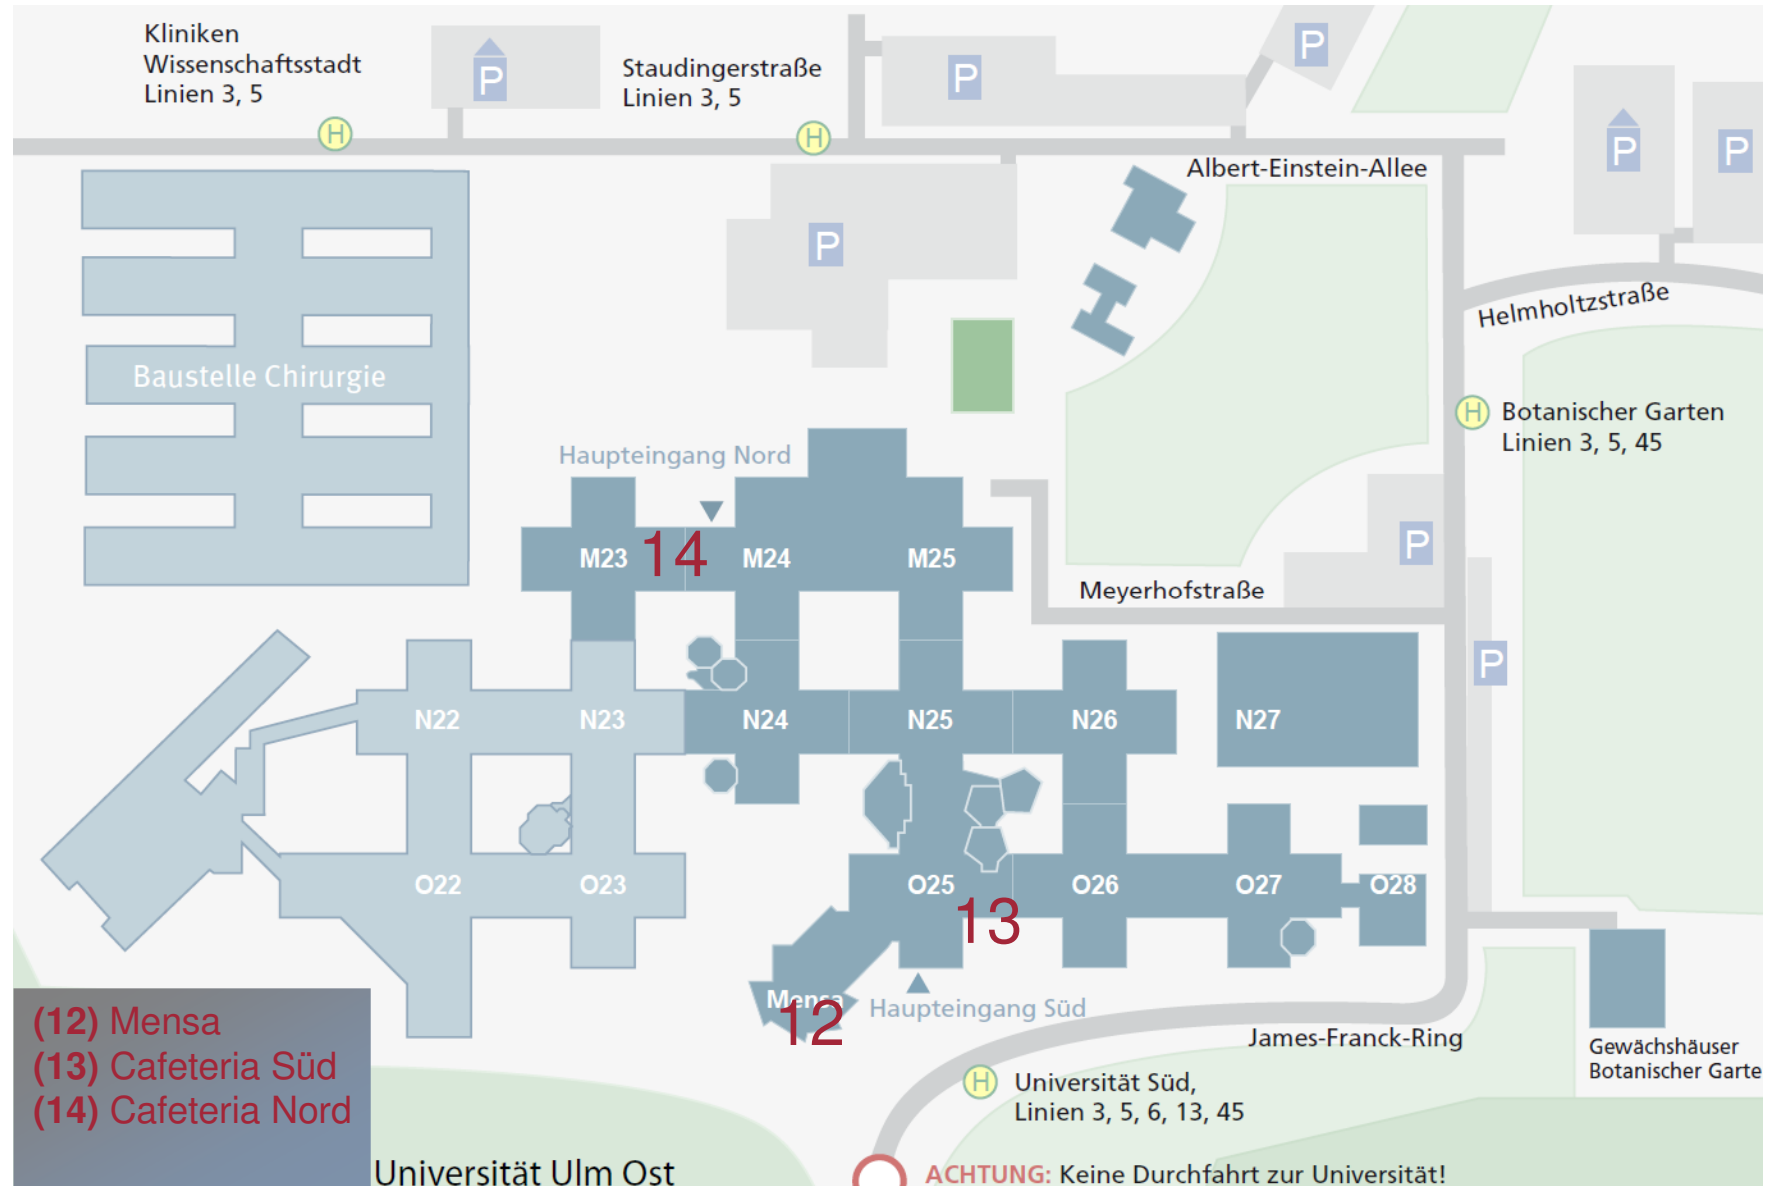 Kliniken
Wissenschaftsstadt
Linien 3, 5
P
Staudingerstraße
Linien 3, 5
P
P
H
H
P
P
Albert-Einstein-Allee
P
Helmholtzstraße
Baustelle Chirurgie
H
Botanischer Garten
Linien 3, 5, 45
Haupteingang Nord
M23
14
M24
M25
P
Meyerhofstraße
P
N22
N23
N24
N25
N26
N27
O22
O23
O25
O26
O27
O28
13
Mensa
12
Haupteingang Süd
James-Franck-Ring
Gewächshäuser
Botanischer Garte
H
Universität Süd,
Linien 3, 5, 6, 13, 45
(12) Mensa
(13) Cafeteria Süd
(14) Cafeteria Nord
Universität Ulm Ost
ACHTUNG: Keine Durchfahrt zur Universität!